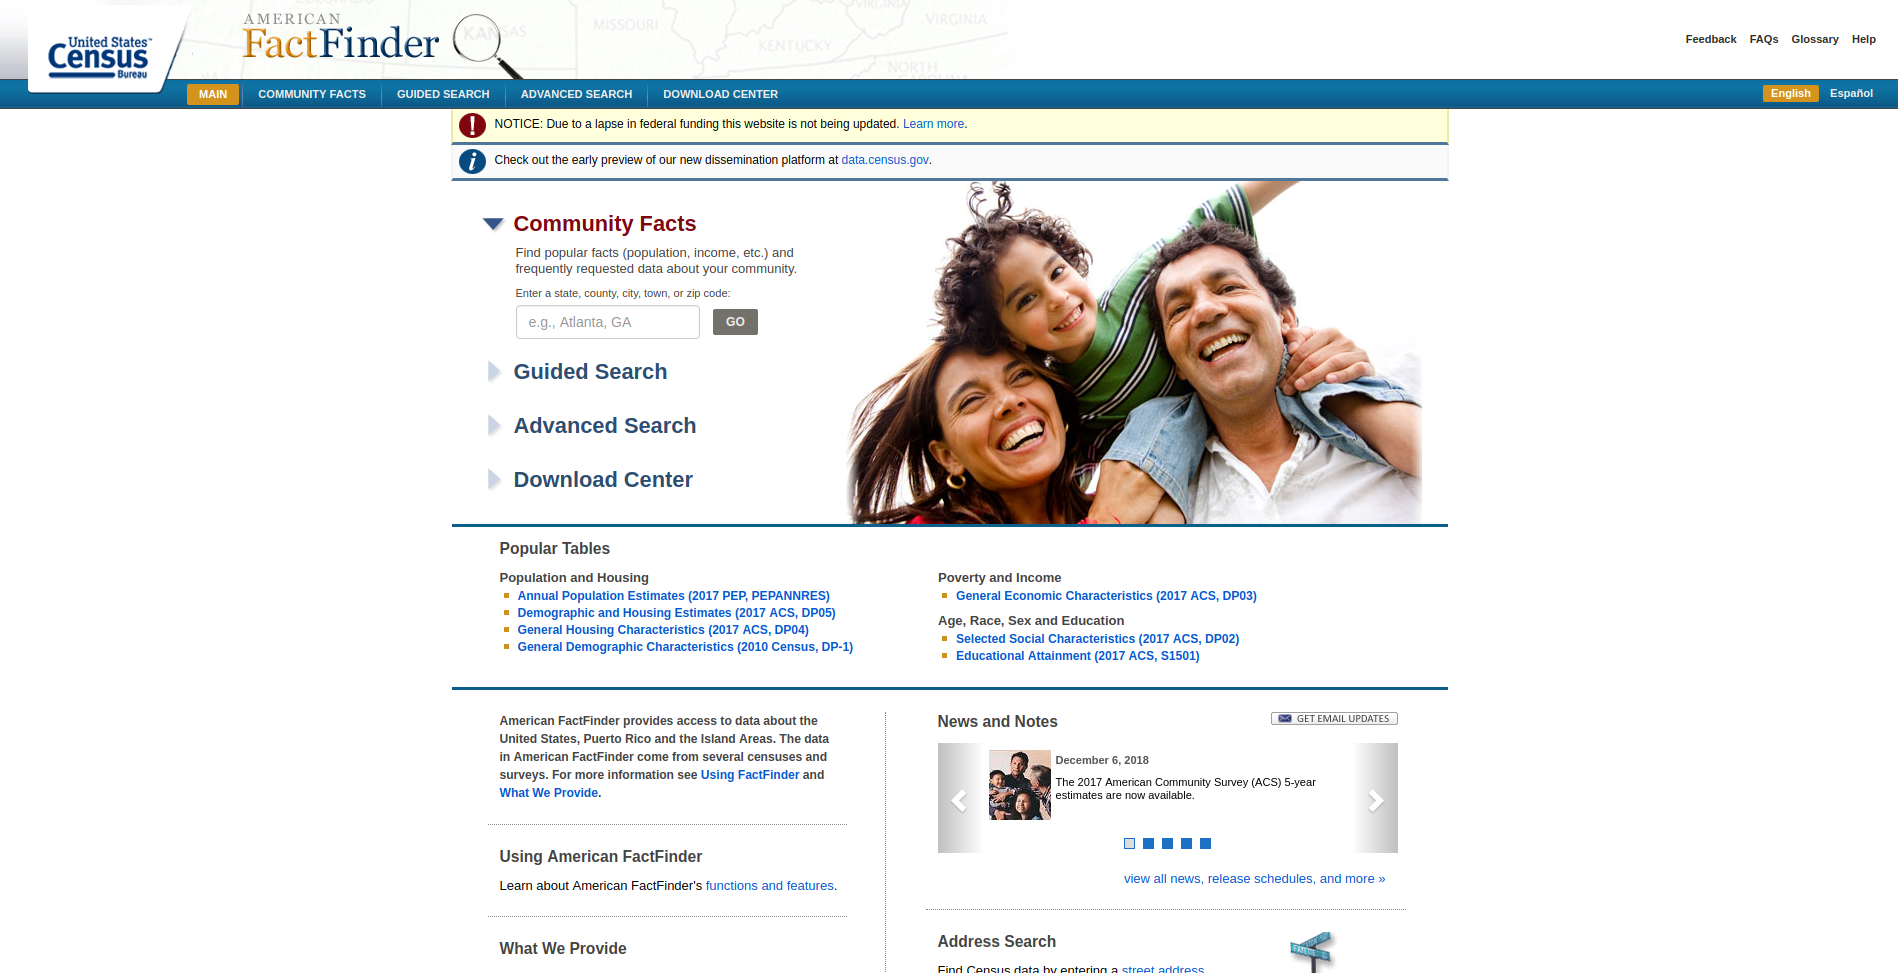 United States™
Census
Bureau
AMERICAN
FactFinder
COLORADO
KANSAS
MISSOURI
KENTUCKY
VIRGINIA
VIRGINIA
NORTH
CAROLINA
Feedback FAQs Glossary Help
MAIN COMMUNITY FACTS GUIDED SEARCH ADVANCED SEARCH DOWNLOAD CENTER
English Español
NOTICE: Due to a lapse in federal funding this website is not being updated. Learn more.
Check out the early preview of our new dissemination platform at data.census.gov.
Community Facts
Find popular facts (population, income, etc.) and
frequently requested data about your community.
Enter a state, county, city, town, or zip code:
e.g., Atlanta, GA GO
Guided Search
Advanced Search
Download Center
Popular Tables
Population and Housing
Annual Population Estimates (2017 PEP, PEPANNRES)
Demographic and Housing Estimates (2017 ACS, DP05)
General Housing Characteristics (2017 ACS, DP04)
General Demographic Characteristics (2010 Census, DP-1)
Poverty and Income
General Economic Characteristics (2017 ACS, DP03)
Age, Race, Sex and Education
Selected Social Characteristics (2017 ACS, DP02)
Educational Attainment (2017 ACS, S1501)
American FactFinder provides access to data about the
United States, Puerto Rico and the Island Areas. The data
in American FactFinder come from several censuses and
surveys. For more information see Using FactFinder and
What We Provide.
Using American FactFinder
Learn about American FactFinder's functions and features.
What We Provide
News and Notes
GET EMAIL UPDATES
December 6, 2018
The 2017 American Community Survey (ACS) 5-year
estimates are now available.
view all news, release schedules, and more »
Address Search
Find Census data by entering a street address